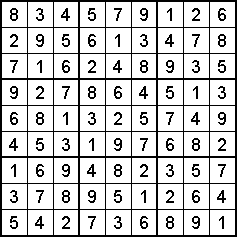 8 3 4 5 7 9 1 2 6
2 9 5 6 1 3 4 7 8
7 1 6 2 4 8 9 3 5
9 2 7 8 6 4 5 1 3
6 8 1 3 2 5 7 4 9
4 5 3 1 9 7 6 8 2
1 6 9 4 8 2 3 5 7
3 7 8 9 5 1 2 6 4
5 4 2 7 3 6 8 9 1